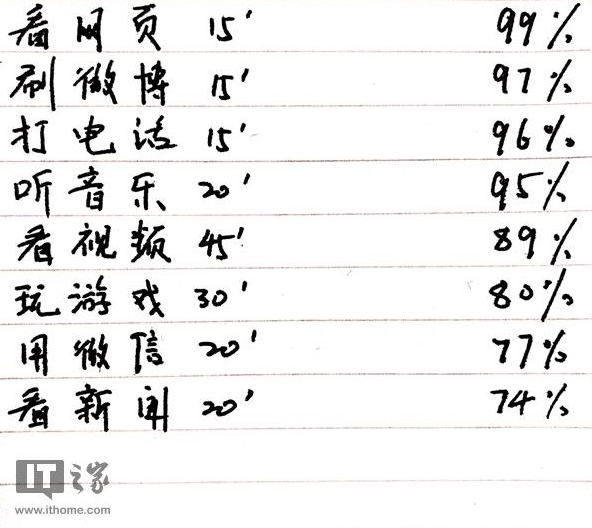 看网页 15' 99%
刷微博 15' 97%
打电话 15' 96%
听音乐 20' 95%
看视频 45' 89%
玩游戏 30' 80%
用微信 20' 77%
看新闻 20' 74%
IT之家
www.ithome.com